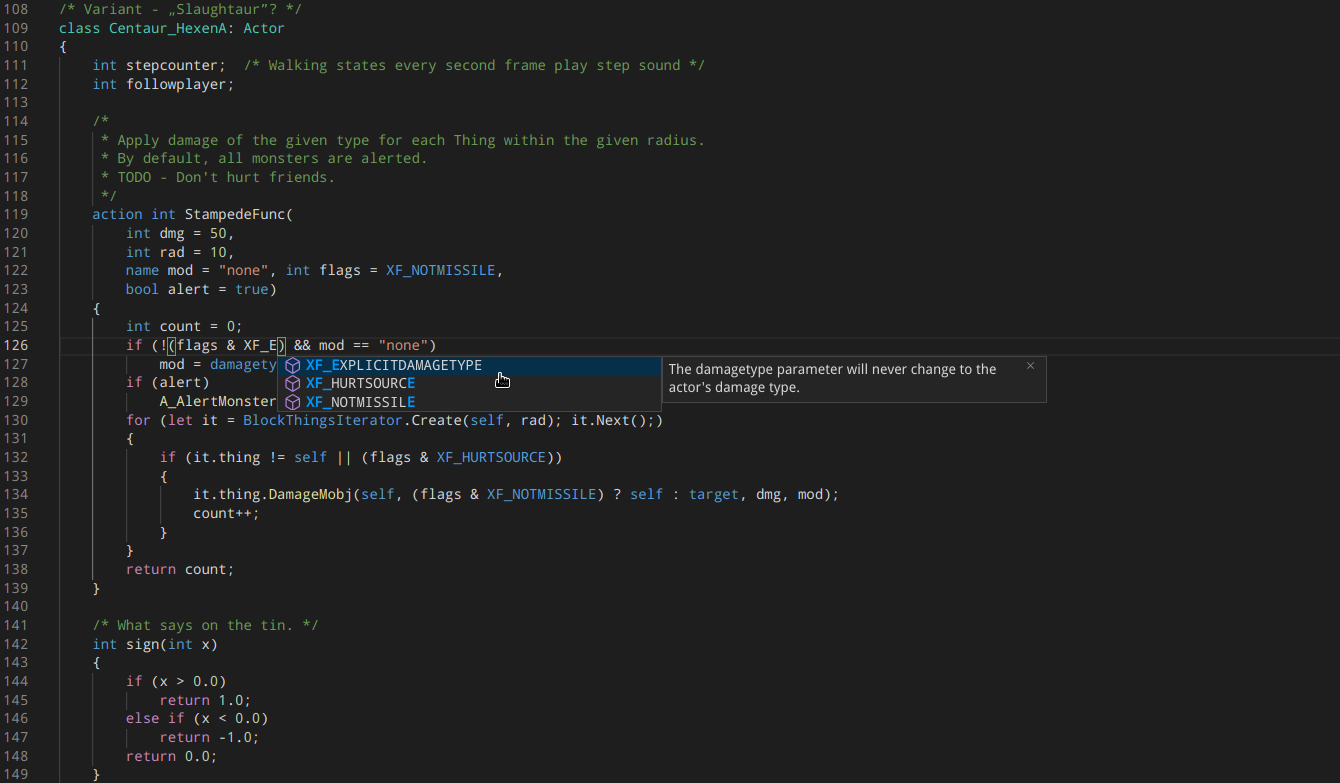 108 /* Variant - „Slaughtaur”? */
109 class Centaur_HexenA: Actor
110 {
111 int stepcounter; /* Walking states every second frame play step sound */
112 int followplayer;
113
114 /*
115 * Apply damage of the given type for each Thing within the given radius.
116 * By default, all monsters are alerted.
117 * TODO - Don't hurt friends.
118 */
119 action int StampedeFunc(
120 int dmg = 50,
121 int rad = 10,
122 name mod = "none", int flags = XF_NOTMISSILE,
123 bool alert = true)
124 {
125 int count = 0;
126 if (!(flags & XF_E) && mod == "none")
127 mod = damagety
XF_EXPLICITDAMAGETYPE
The damagetype parameter will never change to the
actor's damage type.
128 if (alert)
XF_HURTSOURCE
129 A_AlertMonster
XF_NOTMISSILE
130 for (let it = BlockThingsIterator.Create(self, rad); it.Next();)
131 {
132 if (it.thing != self || (flags & XF_HURTSOURCE))
133 {
134 it.thing.DamageMobj(self, (flags & XF_NOTMISSILE) ? self : target, dmg, mod);
135 count++;
136 }
137 }
138 return count;
139 }
140
141 /* What says on the tin. */
142 int sign(int x)
143 {
144 if (x > 0.0)
145 return 1.0;
146 else if (x < 0.0)
147 return -1.0;
148 return 0.0;
149 }